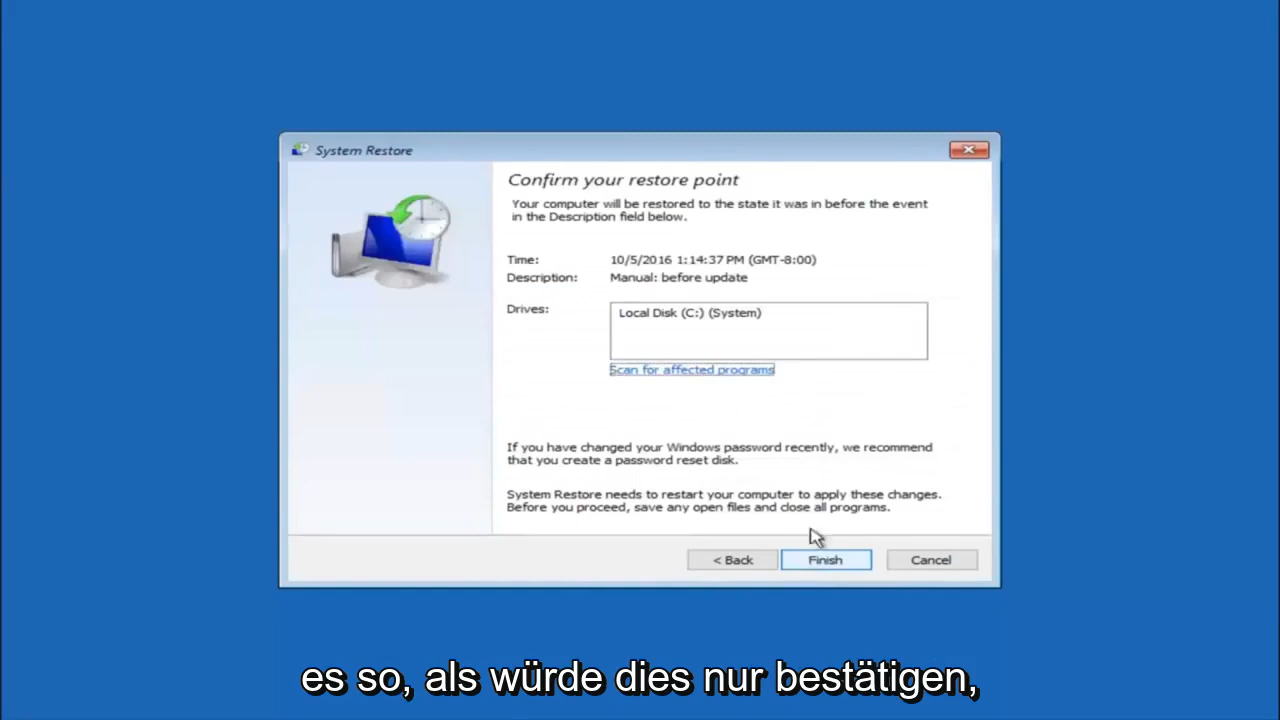 System Restore
Confirm your restore point
Your computer will be restored to the state it was in before the event
in the Description field below.
Time: 10/5/2016 1:14:37 PM (GMT-8:00)
Description: Manual: before update
Drives: Local Disk (C:) (System)
Scan for affected programs
If you have changed your Windows password recently, we recommend
that you create a password reset disk.
System Restore needs to restart your computer to apply these changes.
Before you proceed, save any open files and close all programs.
< Back Finish Cancel
es so, als würde dies nur bestätigen,